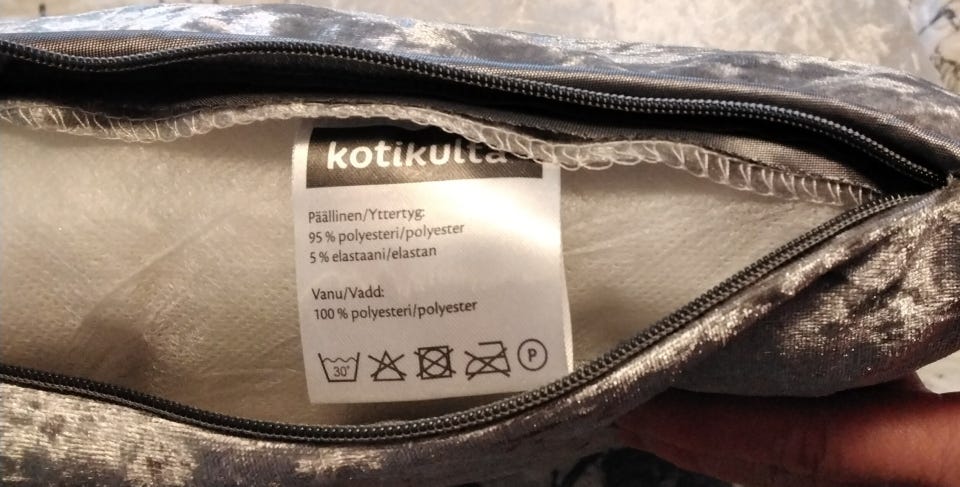 kotikulta
Päällinen/Yttertyg:
95 % polyesteri/polyester
5 % elastaani/elastan
Vanu/Vadd:
100 % polyesteri/polyester
30°
P